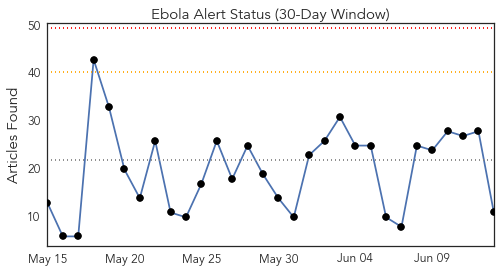 Ebola Alert Status (30-Day Window)
50
40
30
20
10
Articles Found
May 15
May 20
May 25
May 30
Jun 04
Jun 09